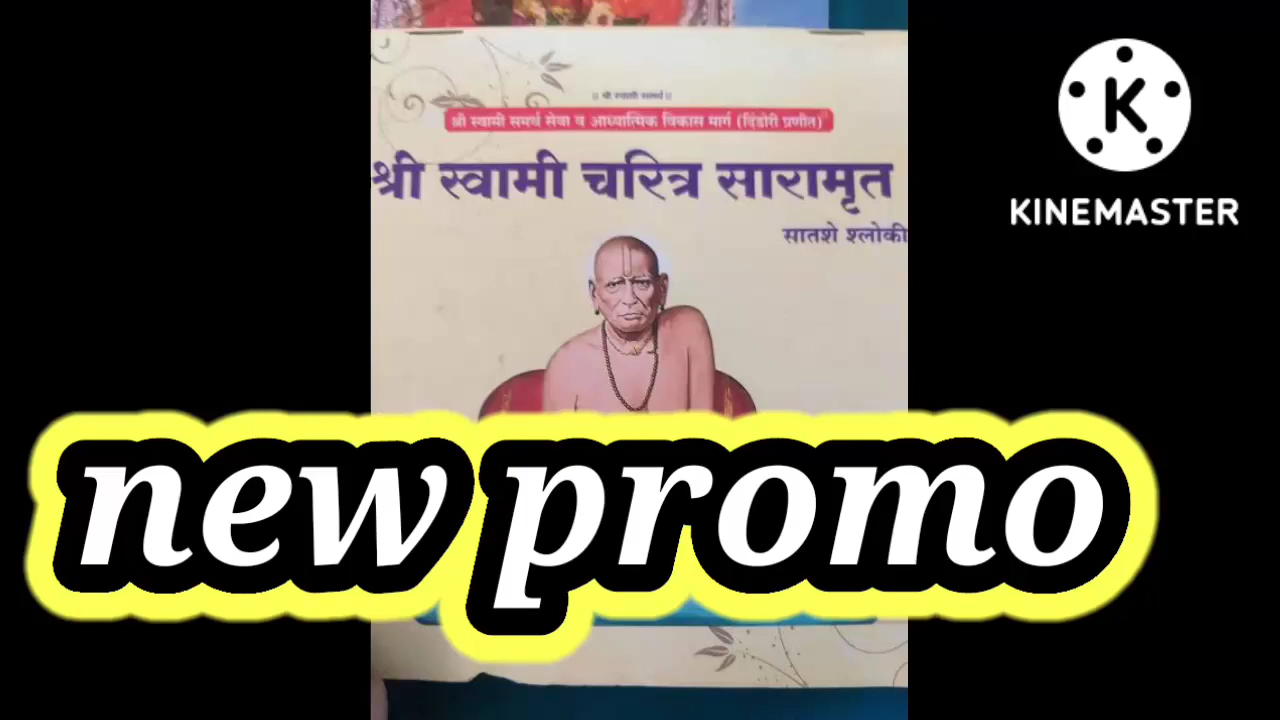 ॥ श्री स्वामी समर्थ ॥
श्री स्वामी समर्थ सेवा व आध्यात्मिक विकास मार्ग (दिंडोरी प्रणीत)
श्री स्वामी चरित्र सारामृत
सातशे श्लोकी
K
KINEMASTER
new promo